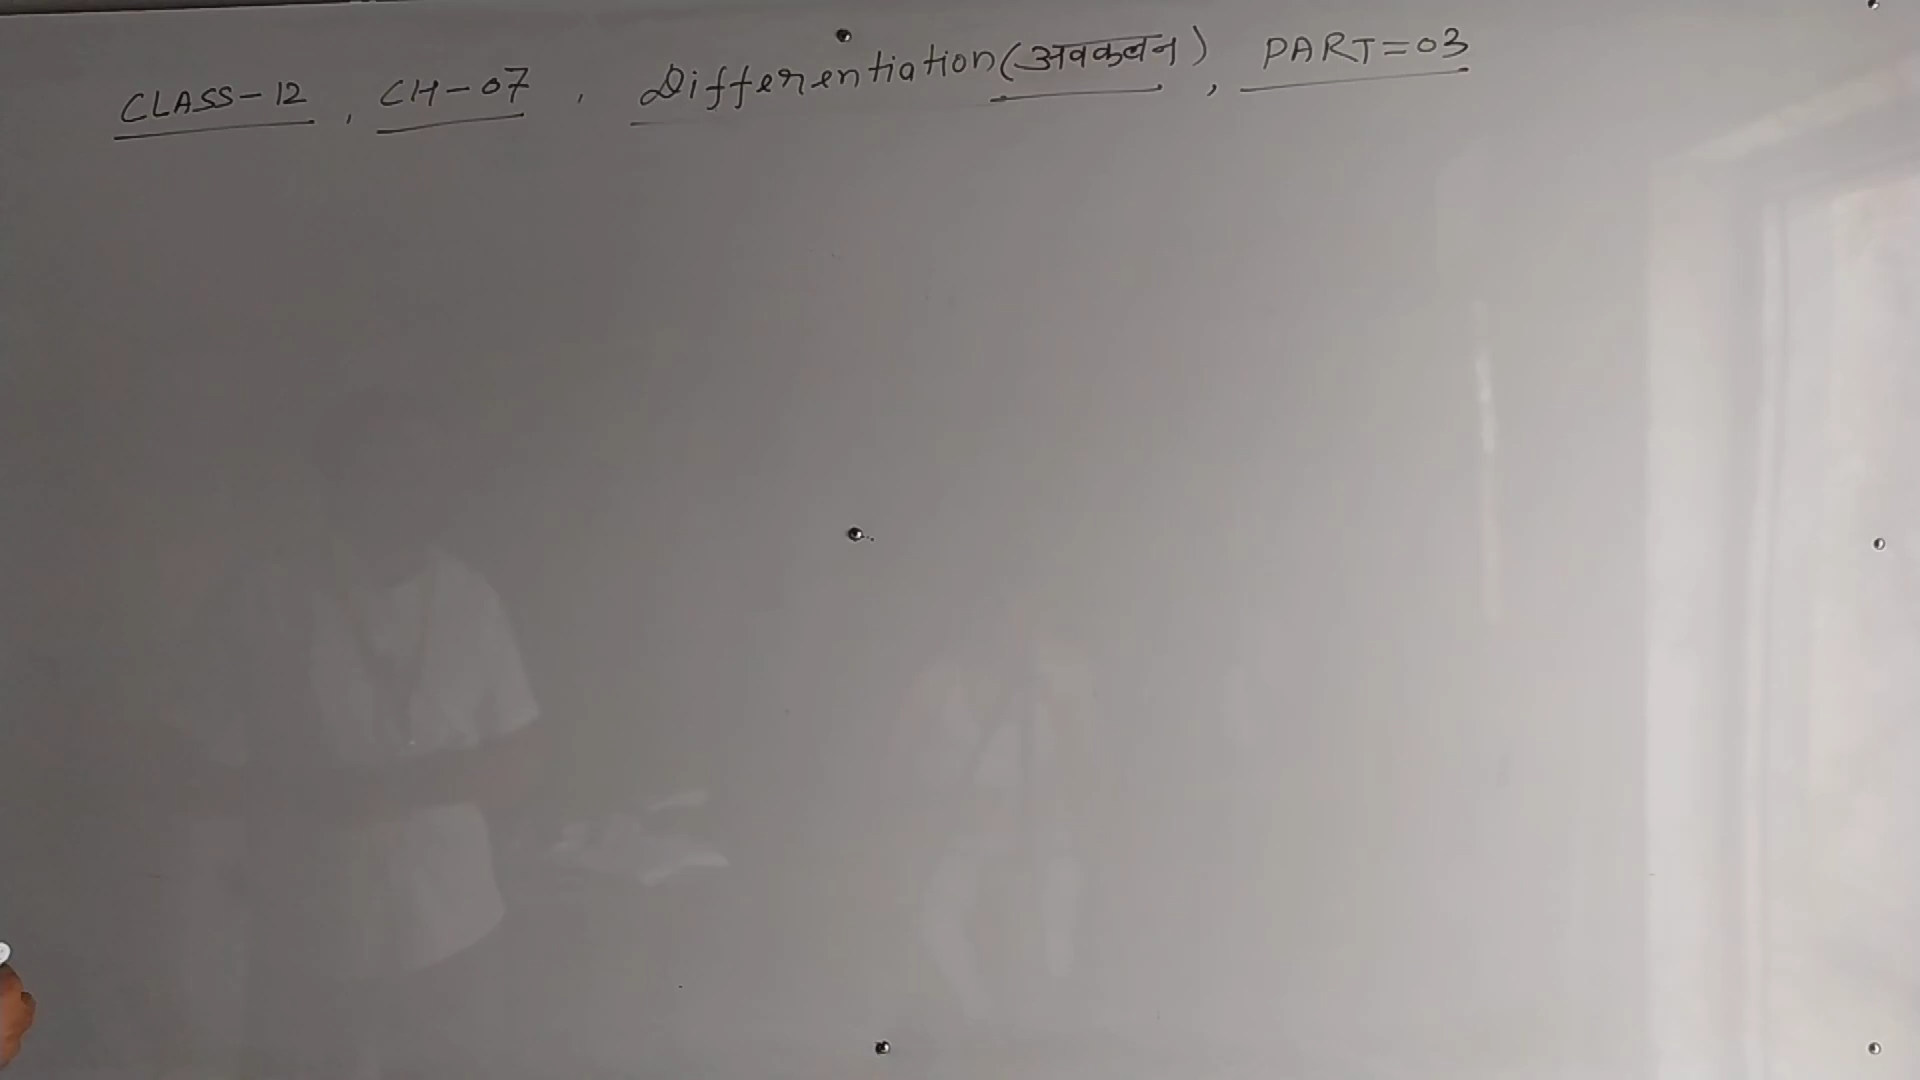 CLASS-12, CH-07, Differentiation(अवकलन), PART=03